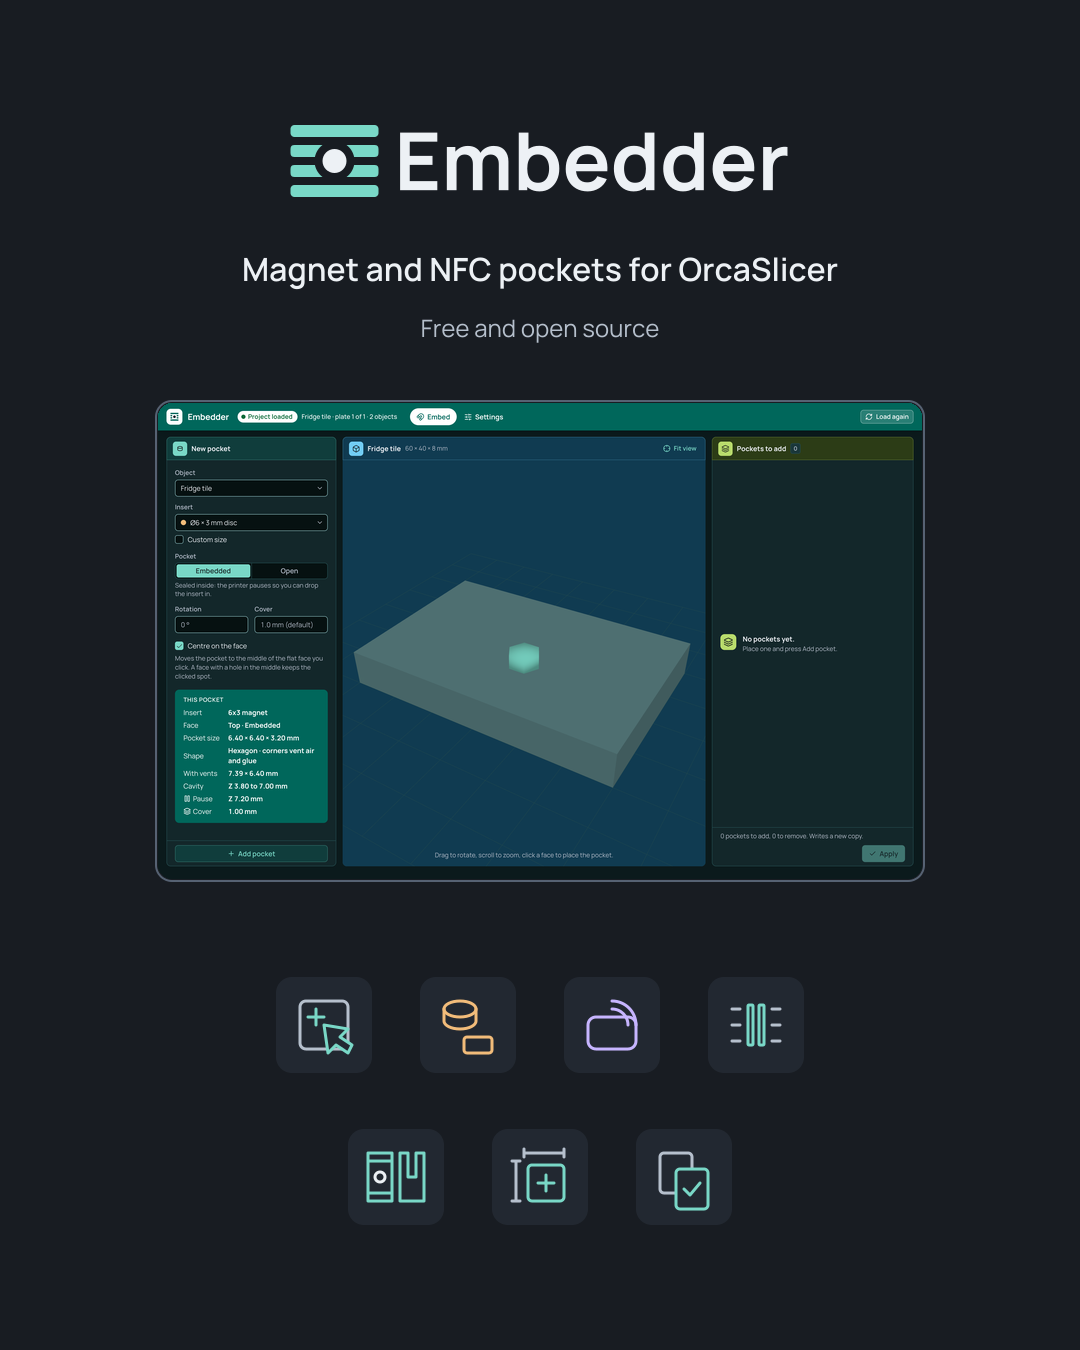 Embedder
Magnet and NFC pockets for OrcaSlicer
Free and open source
Embedder
Project loaded
Fridge tile · plate 1 of 1 · 2 objects
Embed
Settings
Load again
New pocket
Object
Fridge tile
Insert
Ø6 × 3 mm disc
Custom size
Pocket
Embedded
Open
Sealed inside: the printer pauses so you can drop
the insert in.
Rotation
Cover
0 °
1.0 mm (default)
Centre on the face
Moves the pocket to the middle of the flat face you
click. A face with a hole in the middle keeps the
clicked spot.
THIS POCKET
Insert 6x3 magnet
Face Top · Embedded
Pocket size 6.40 × 6.40 × 3.20 mm
Shape Hexagon · corners vent air
and glue
With vents 7.39 × 6.40 mm
Cavity Z 3.80 to 7.00 mm
Pause Z 7.20 mm
Cover 1.00 mm
+ Add pocket
Fridge tile 60 × 40 × 8 mm
Fit view
Drag to rotate, scroll to zoom, click a face to place the pocket.
Pockets to add 0
No pockets yet.
Place one and press Add pocket.
0 pockets to add. 0 to remove. Writes a new copy.
Apply